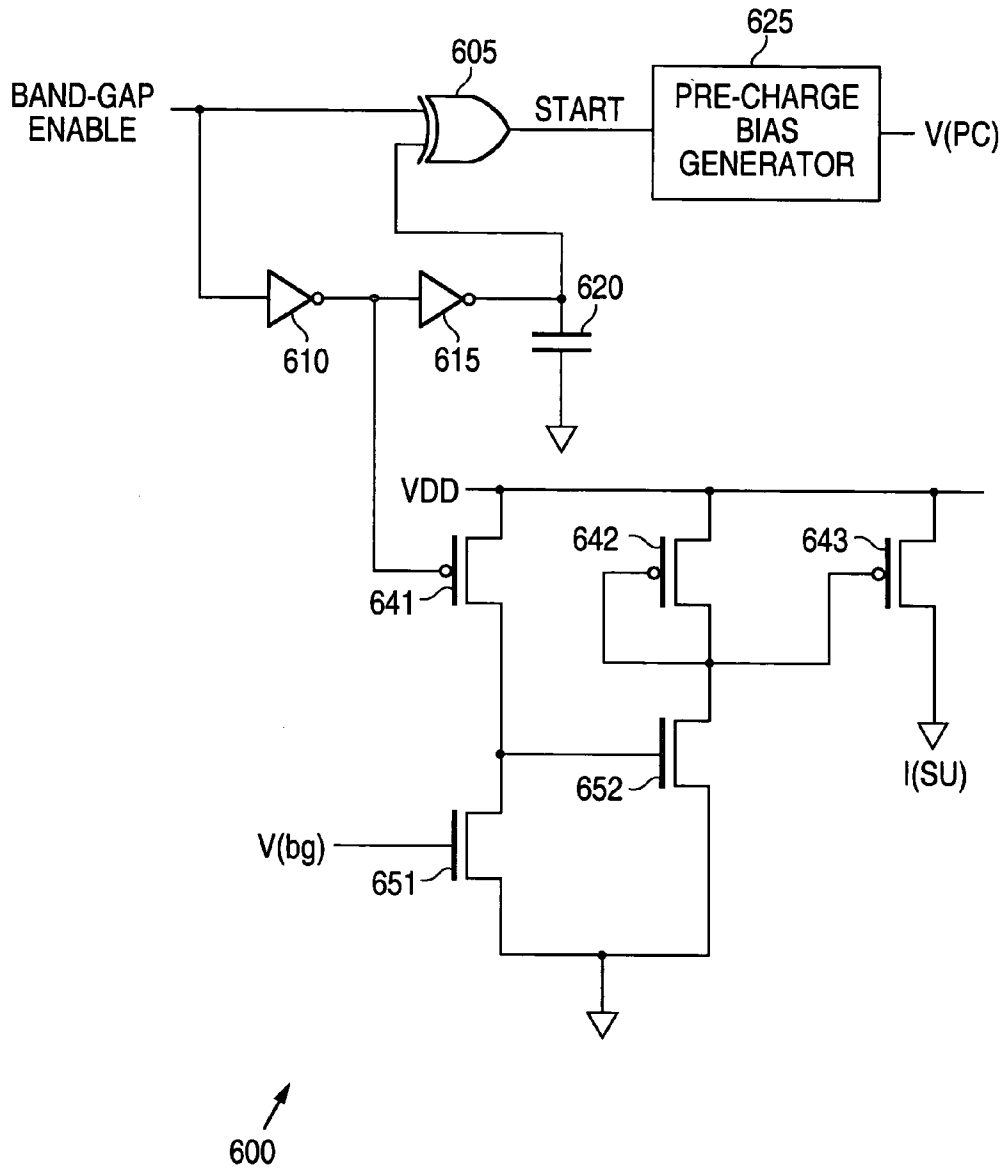 625
605
BAND-GAP
ENABLE
START
PRE-CHARGE
BIAS
GENERATOR
V(PC)
610
615
620
VDD
641
642
643
652
I(SU)
V(bg)
651
600